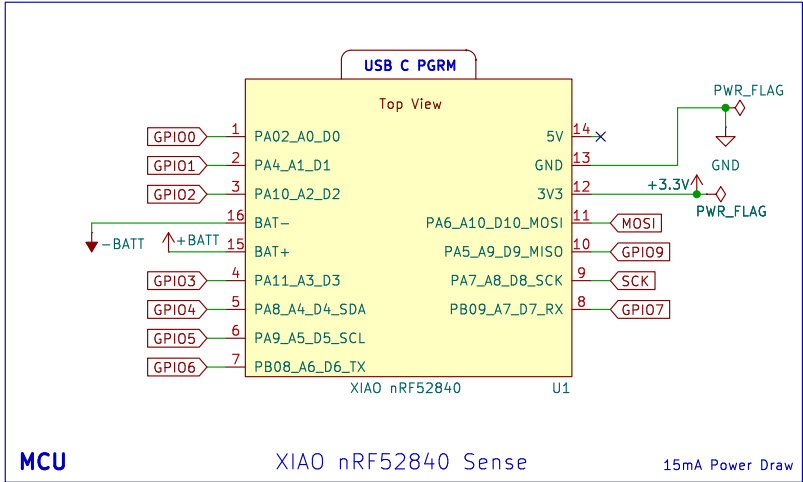 USB C PGRM
Top View
GPIO0 1 PA02_A0_D0
GPIO1 2 PA4_A1_D1
GPIO2 3 PA10_A2_D2
16 BAT-
-BATT
+BATT 15 BAT+
GPIO3 4 PA11_A3_D3
GPIO4 5 PA8_A4_D4_SDA
GPIO5 6 PA9_A5_D5_SCL
GPIO6 7 PB08_A6_D6_TX
5V 14
GND 13
3V3 12
PA6_A10_D10_MOSI 11 MOSI
PA5_A9_D9_MISO 10 GPIO9
PA7_A8_D8_SCK 9 SCK
PB09_A7_D7_RX 8 GPIO7
PWR_FLAG
GND
+3.3V
PWR_FLAG
XIAO nRF52840 U1
MCU XIAO nRF52840 Sense 15mA Power Draw